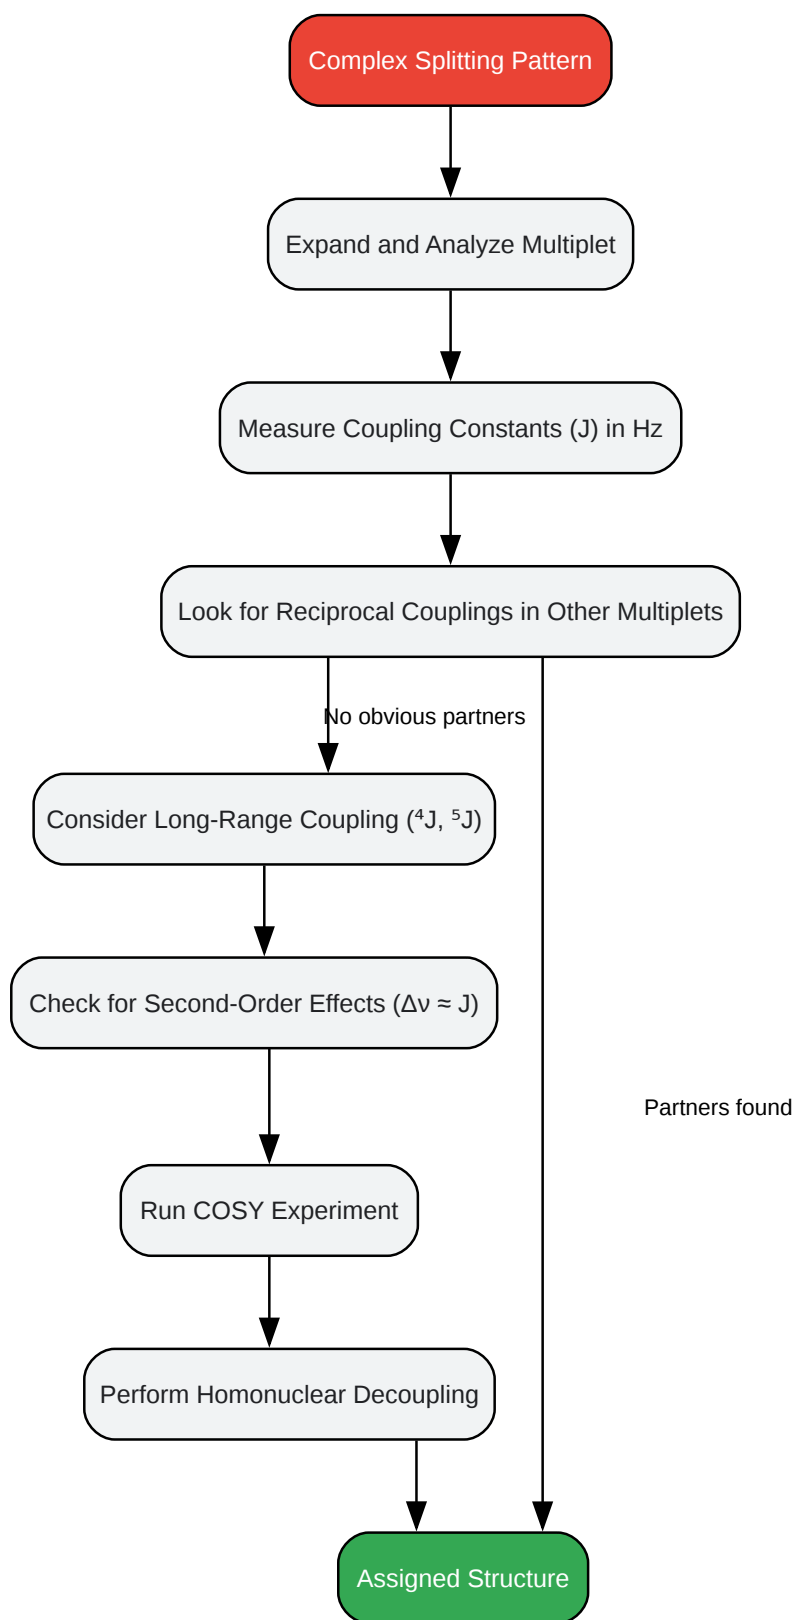 Complex Splitting Pattern
Expand and Analyze Multiplet
Measure Coupling Constants (J) in Hz
Look for Reciprocal Couplings in Other Multiplets
No obvious partners
Consider Long-Range Coupling (⁴J, ⁵J)
Check for Second-Order Effects (Δν ≈ J)
Partners found
Run COSY Experiment
Perform Homonuclear Decoupling
Assigned Structure